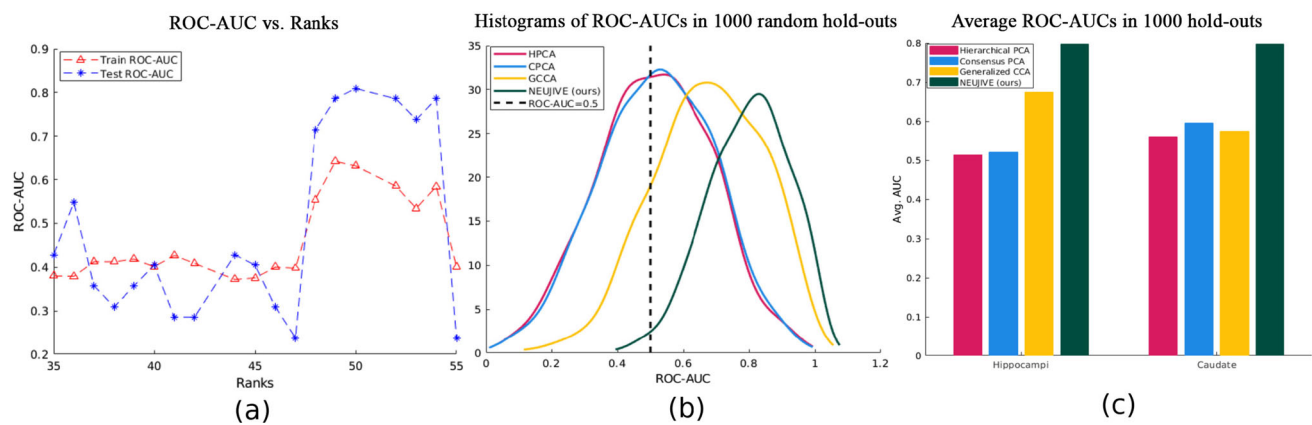 ROC-AUC vs. Ranks
0.9
0.8
0.7
0.6
0.5
0.4
0.3
0.2
ROC-AUC
Train ROC-AUC
Test ROC-AUC
35 40 45 50 55
Ranks
(a)
Histograms of ROC-AUCs in 1000 random hold-outs
35
30
25
20
15
10
5
0
HPCA
CPCA
GCCA
NEUJIVE (ours)
ROC-AUC=0.5
0 0.2 0.4 0.6 0.8 1 1.2
ROC-AUC
(b)
Average ROC-AUCs in 1000 hold-outs
0.8
0.7
0.6
0.5
0.4
0.3
0.2
0.1
0
Avg. AUC
Hierarchical PCA
Consensus PCA
Generalized CCA
NEUJIVE (ours)
Hippocampi Caudate
(c)